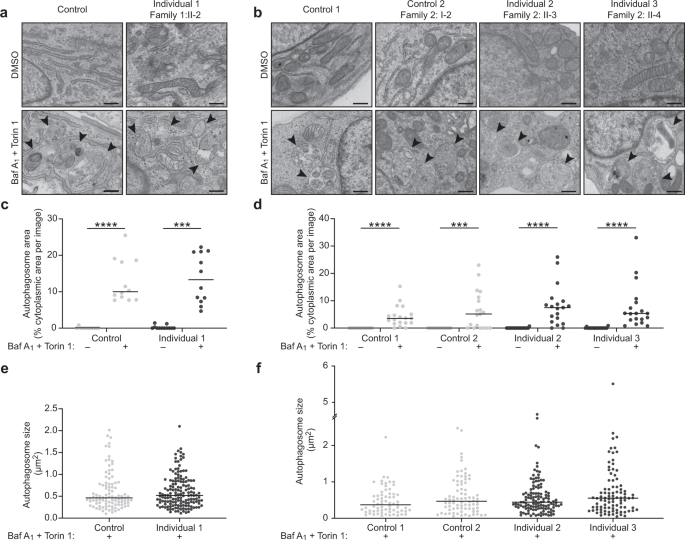 a
Control
Individual 1
Family 1:II-2
DMSO
Baf A1 + Torin 1
b
Control 1
Control 2
Family 2: I-2
Individual 2
Family 2: II-3
Individual 3
Family 2: II-4
DMSO
Baf A1 + Torin 1
c
Autophagosome area
(% cytoplasmic area per image)
30
20
10
0
****
***
Baf A1 + Torin 1:
– + – +
Control Individual 1
d
Autophagosome area
(% cytoplasmic area per image)
40
30
20
10
0
****
***
****
****
Baf A1 + Torin 1:
– + – + – + – +
Control 1 Control 2 Individual 2 Individual 3
e
Autophagosome size
(μm2)
2.5
2.0
1.5
1.0
0.5
0
Control Individual 1
Baf A1 + Torin 1: + +
f
Autophagosome size
(μm2)
6
5
2
1
0
Control 1 Control 2 Individual 2 Individual 3
Baf A1 + Torin 1: + + + +